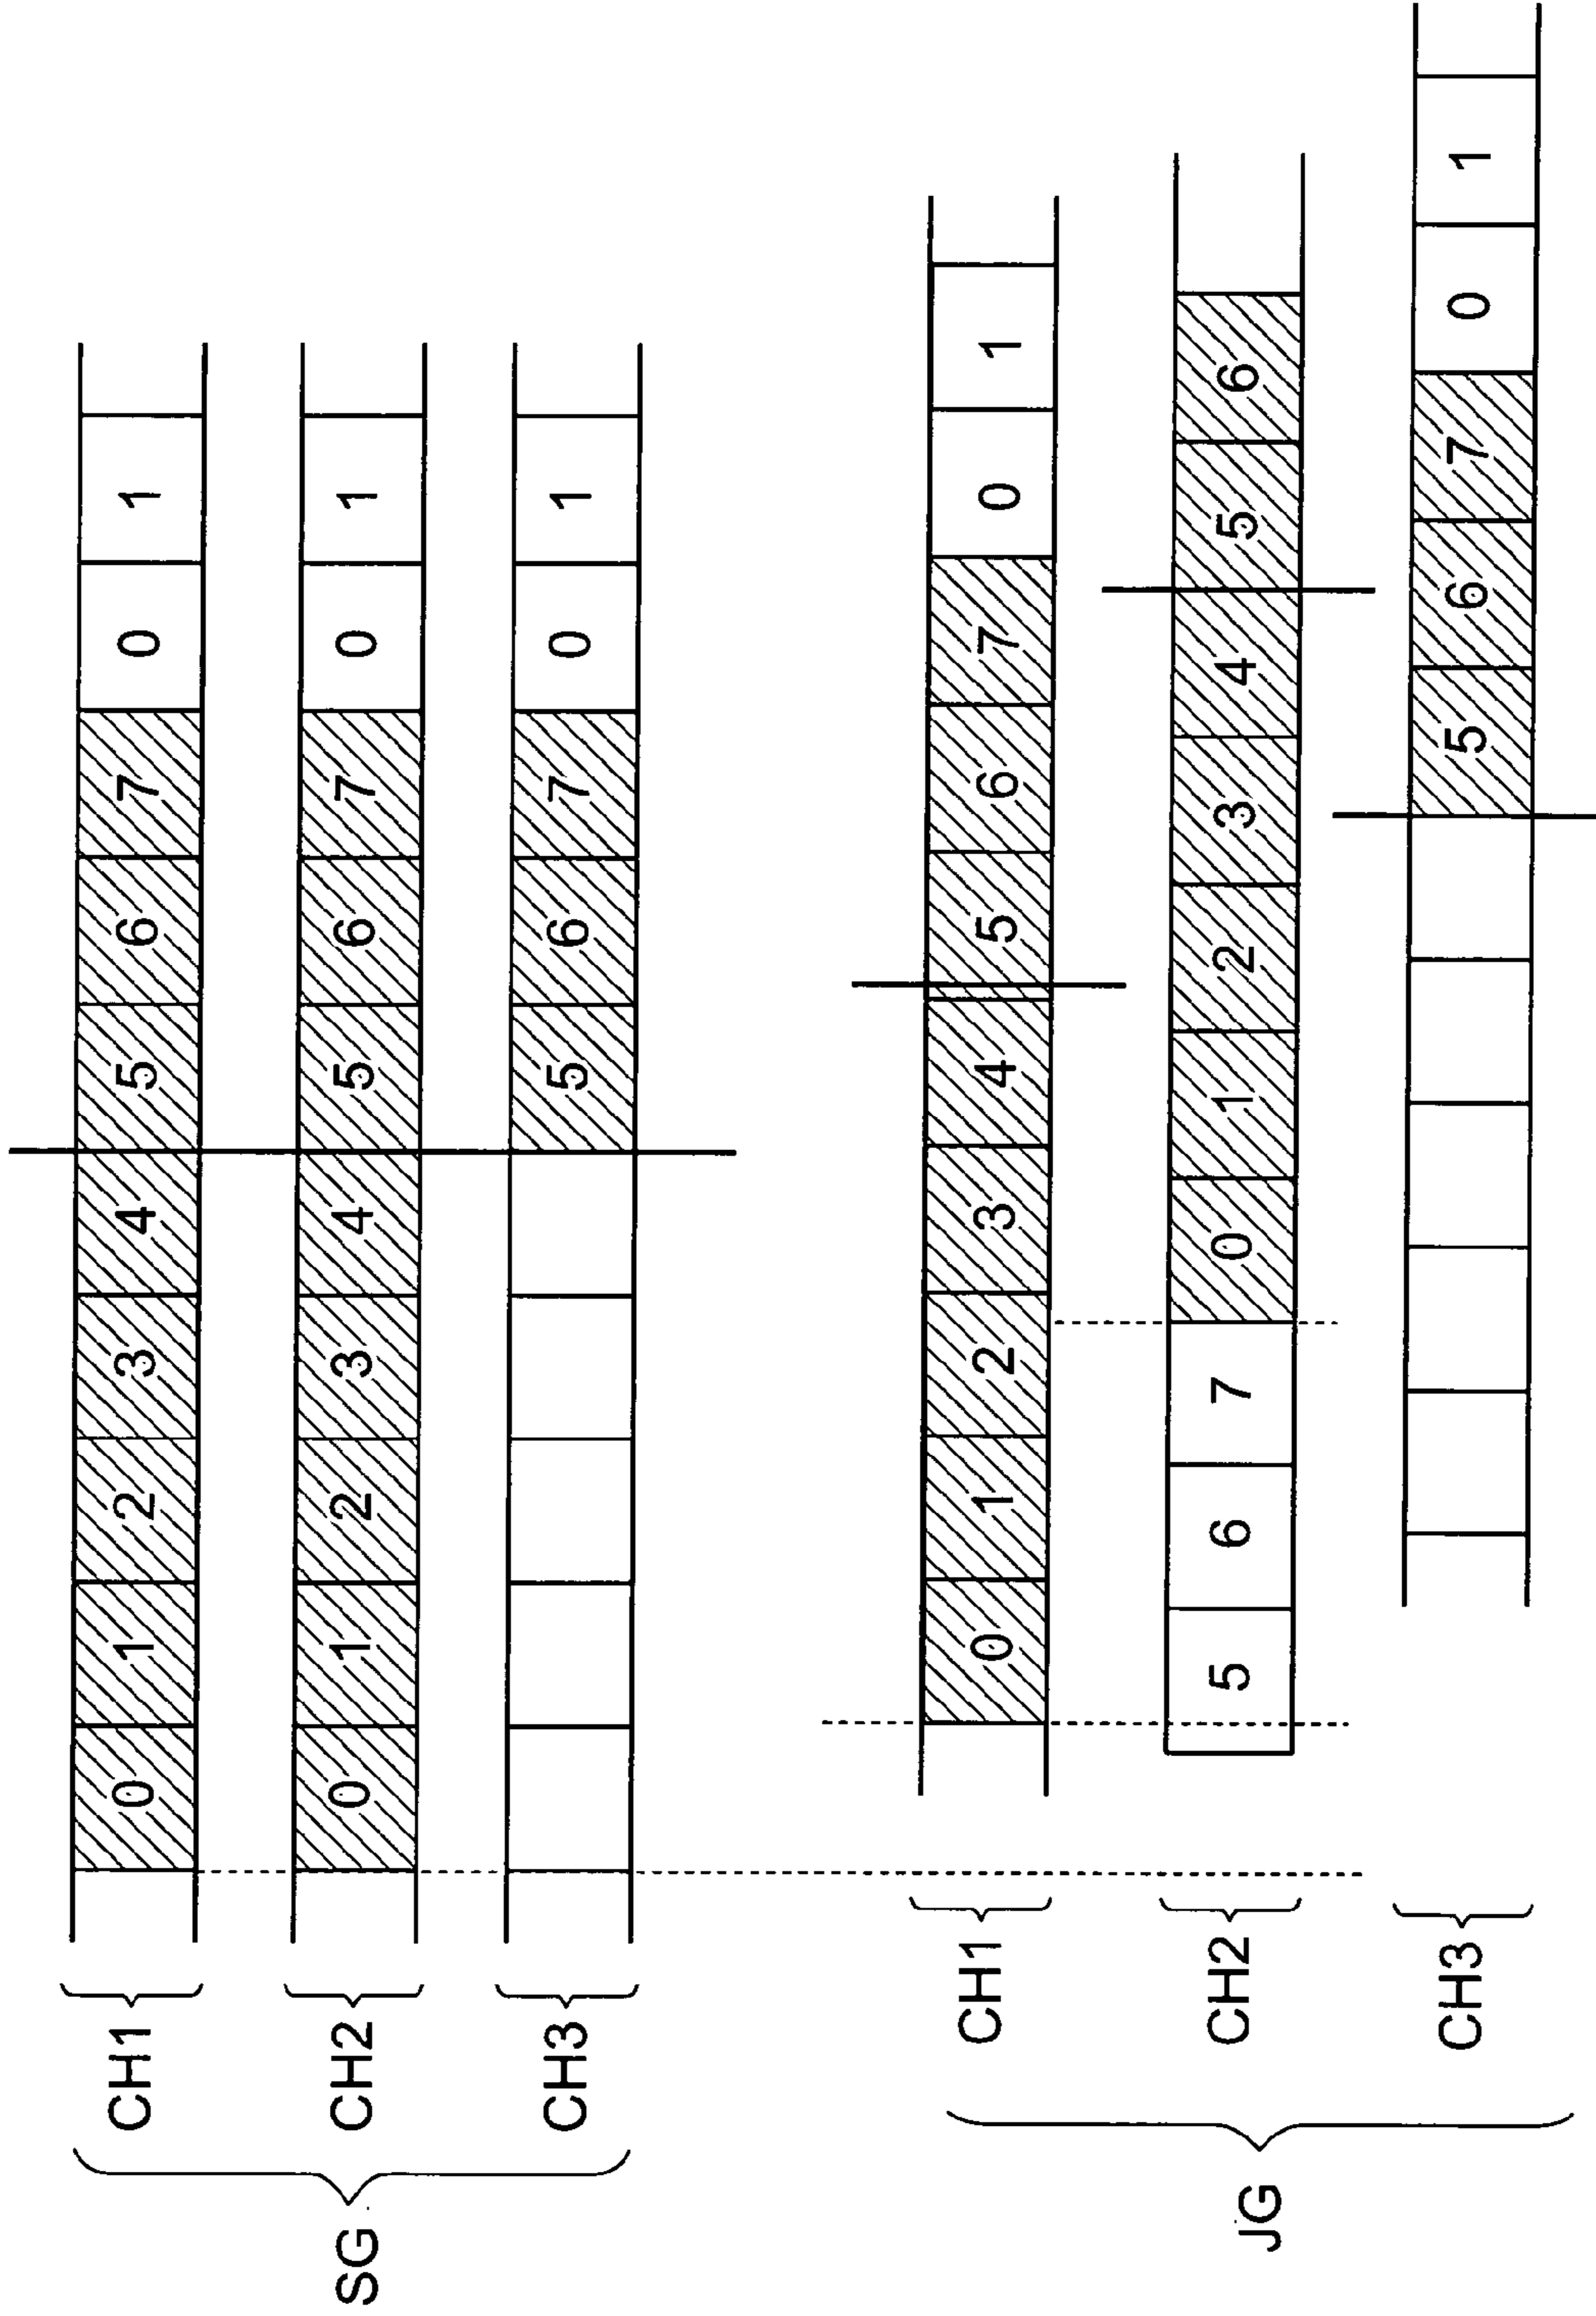 SG
CH1 0 1 2 3 4 5 6 7 0 1
CH2 0 1 2 3 4 5 6 7 0 1
CH3 5 6 7 0 1
JG
CH1 0 1 2 3 4 5 6 7 0 1
CH2 5 6 7 0 1 2 3 4 5 6
CH3 5 6 7 0 1